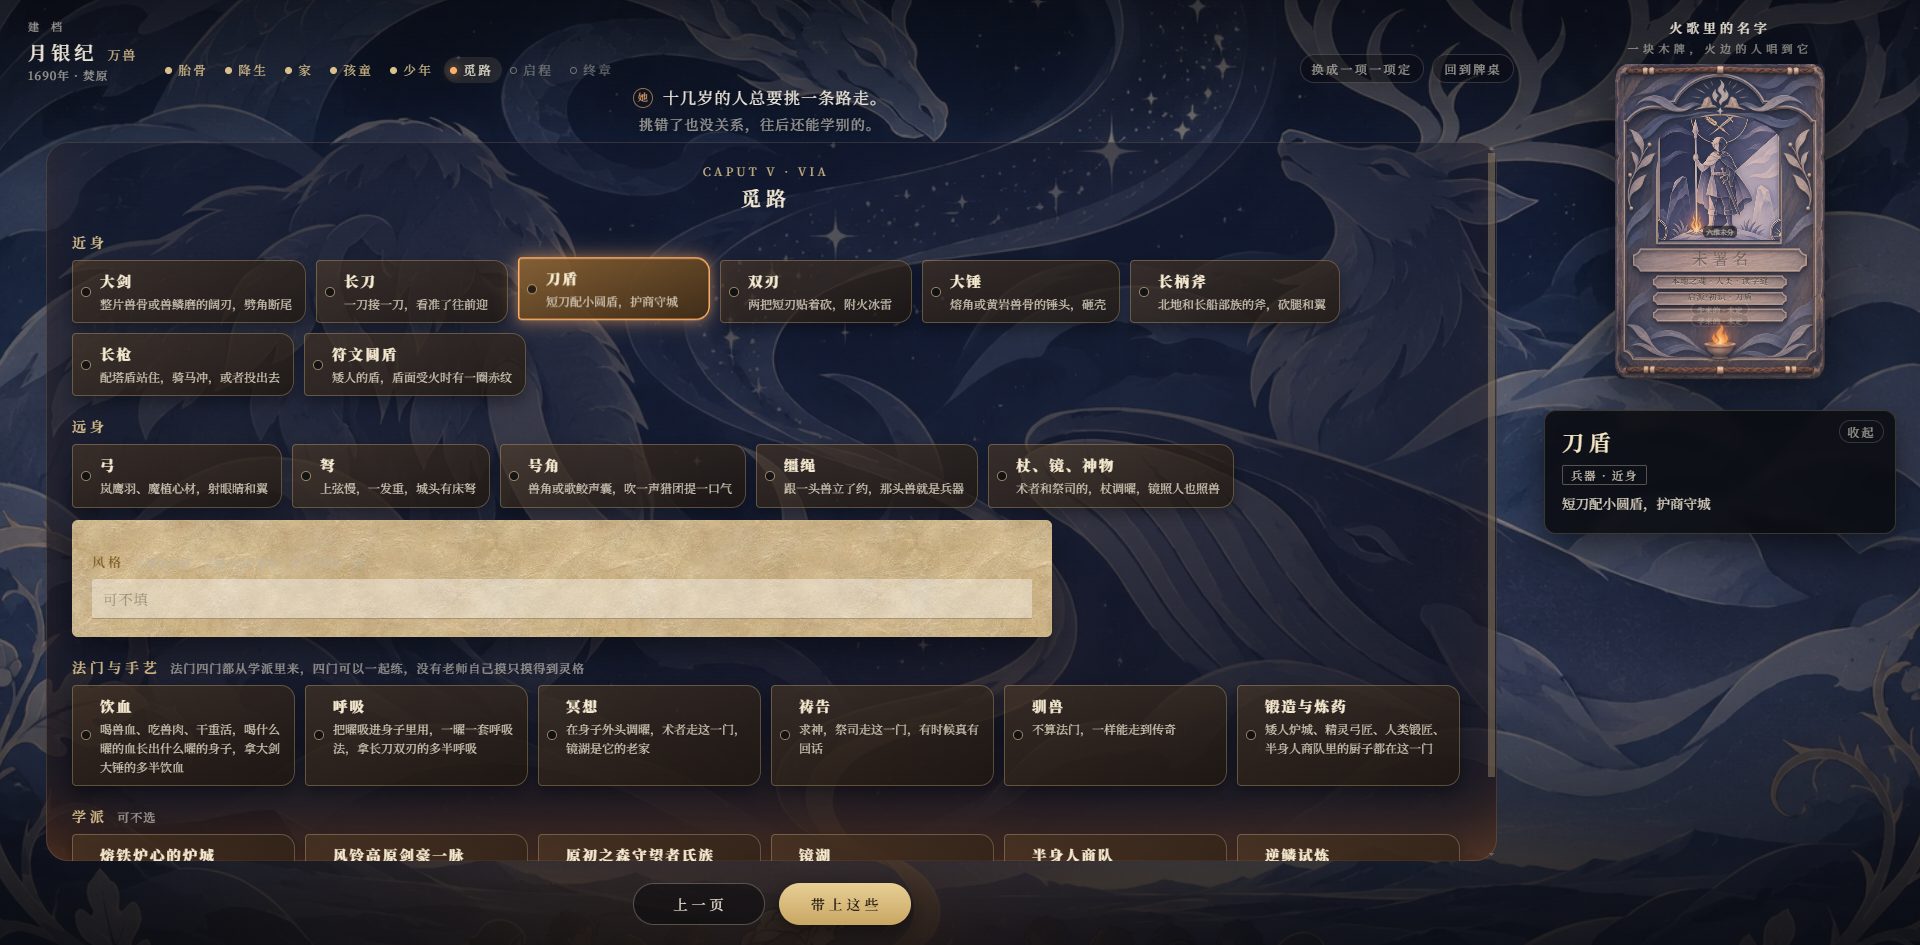 建 档
月银纪 万兽
1690年 · 焚原
胎骨 降生 家 孩童 少年 觅路 启程 终章
她 十几岁的人总要挑一条路走。
挑错了也没关系，往后还能学别的。
换成一项一项定 回到牌桌
CAPUT V · VIA
觅路
近身
大剑
整片兽骨或兽鳞磨的阔刃，劈角断尾
长刀
一刀接一刀，看准了往前迎
刀盾
短刀配小圆盾，护商守城
双刃
两把短刃贴着砍，附火冰雷
大锤
熔角或黄岩兽骨的锤头，砸壳
长柄斧
北地和长船部族的斧，砍腿和翼
长枪
配塔盾站住，骑马冲，或者投出去
符文圆盾
矮人的盾，盾面受火时有一圈赤纹
远身
弓
岚鹰羽、魔植心材，射眼睛和翼
弩
上弦慢，一发重，城头有床弩
号角
兽角或歌鲛声囊，吹一声猎团提一口气
缰绳
跟一头兽立了约，那头兽就是兵器
杖、镜、神物
术者和祭司的，杖调曜，镜照人也照兽
风格
可不填
法门与手艺 法门四门都从学派里来，四门可以一起练，没有老师自己摸只摸得到灵格
饮血
喝兽血、吃兽肉、干重活，喝什么
曜的血长出什么曜的身子，拿大剑
大锤的多半饮血
呼吸
把曜吸进身子里用，一曜一套呼吸
法，拿长刀双刃的多半呼吸
冥想
在身子外头调曜，术者走这一门，
镜湖是它的老家
祷告
求神，祭司走这一门，有时候真有
回话
驯兽
不算法门，一样能走到传奇
锻造与炼药
矮人炉城、精灵弓匠、人类锻匠、
半身人商队里的厨子都在这一门
学派 可不选
熔铁炉心的炉城
风铃高原剑豪一脉
原初之森守望者氏族
镜湖
半身人商队
逆鳞试炼
上一页 带上这些
火歌里的名字
一块木牌，火边的人唱到它
六维未分
未署名
刀盾
收起
兵器 · 近身
短刀配小圆盾，护商守城